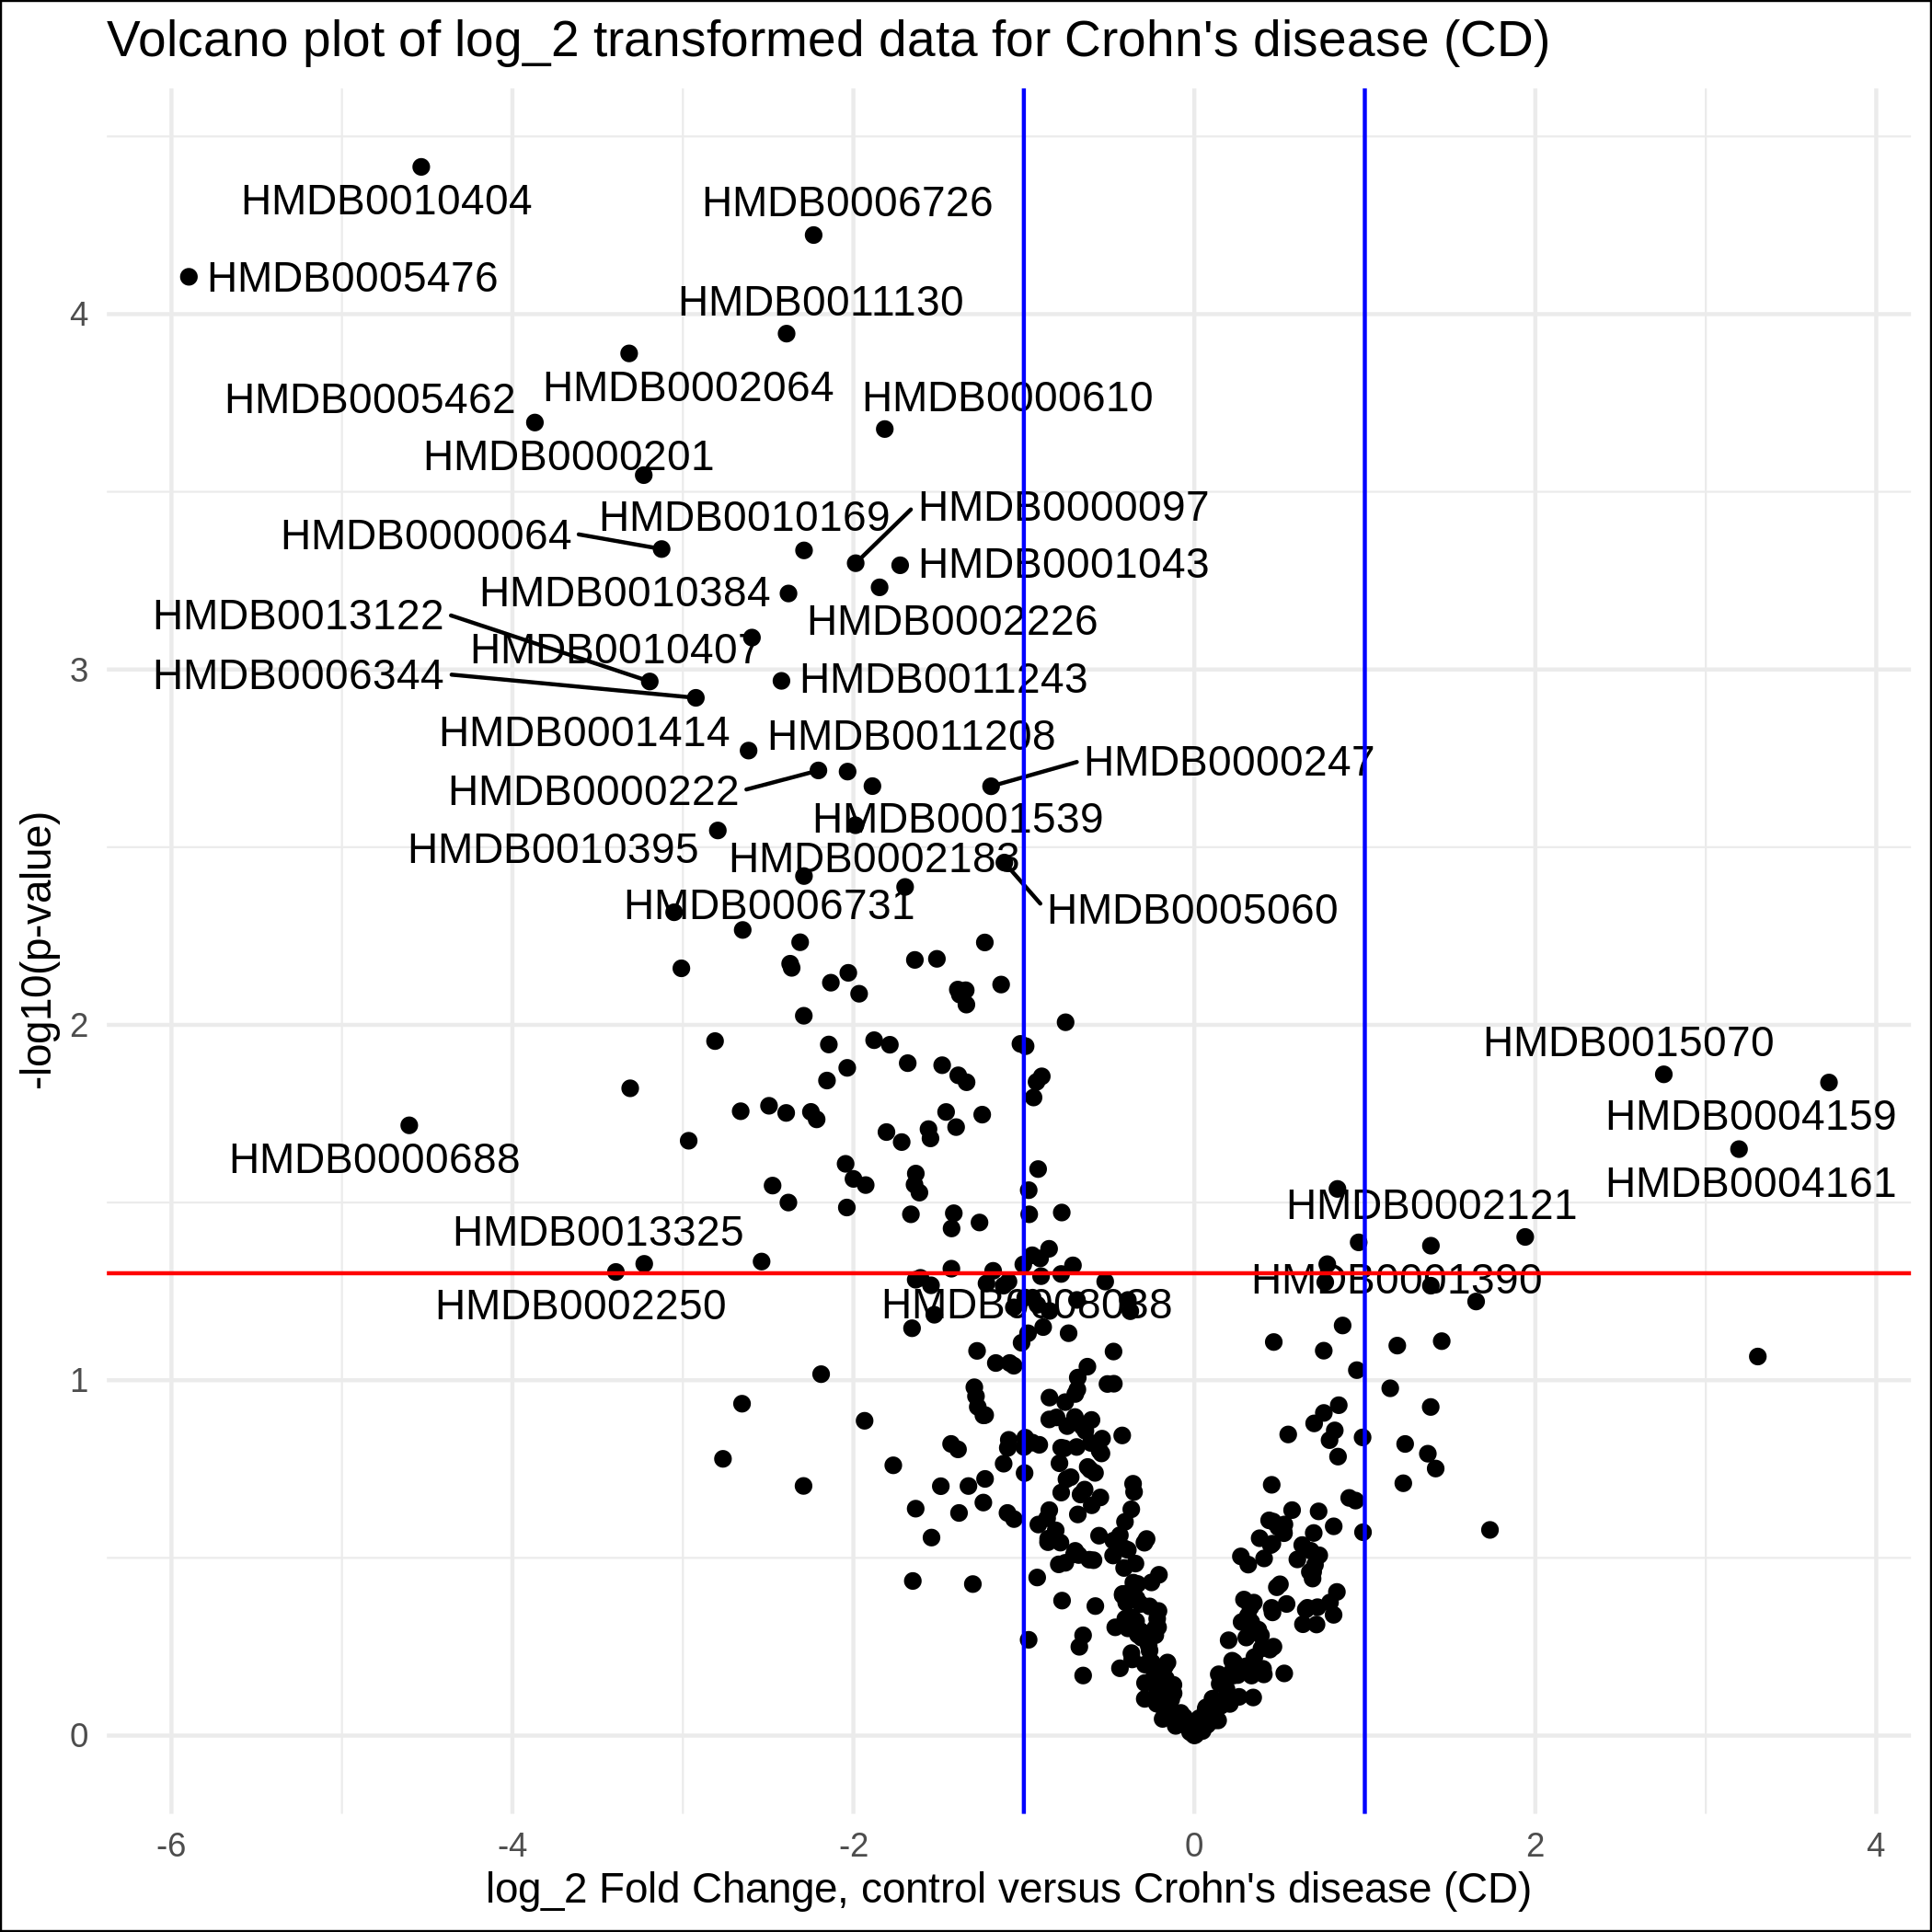 Volcano plot of log_2 transformed data for Crohn's disease (CD)
HMDB0010404
HMDB0006726
HMDB0005476
HMDB0011130
4
HMDB0002064
HMDB0005462
HMDB0000610
HMDB0000201
HMDB0000097
HMDB0010169
HMDB0000064
HMDB0001043
HMDB0010384
HMDB0013122
HMDB0002226
HMDB0010407
3
HMDB0006344
HMDB0011243
HMDB0001414
HMDB0011208
HMDB0000247
HMDB0000222
HMDB0001539
HMDB0010395
HMDB0002183
HMDB0006731
HMDB0005060
-log10(p-value)
2
HMDB0015070
HMDB0004159
HMDB0000688
HMDB0004161
HMDB0002121
HMDB0013325
HMDB0001390
HMDB0002250
HMDB0008038
1
0
-6 -4 -2 0 2 4
log_2 Fold Change, control versus Crohn's disease (CD)